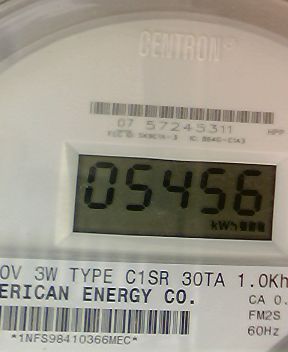 CENTRON®
07 57245311
HPP
05456
kWh
0V 3W TYPE C1SR 30TA 1.0Kh
ERICAN ENERGY CO.
CA 0.
FM2S
60Hz
*1NFS98410366MEC*